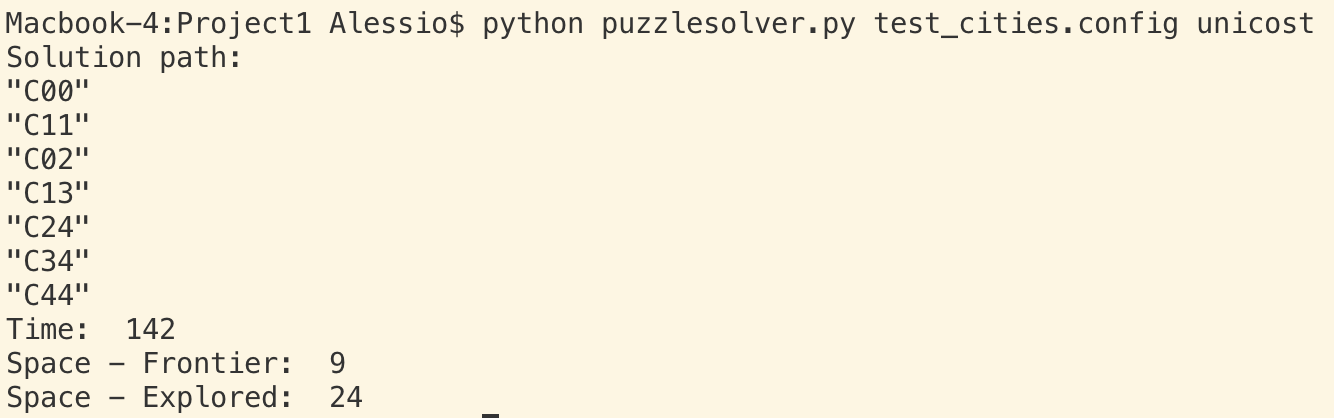 Macbook-4:Project1 Alessio$ python puzzlesolver.py test_cities.config unicost
Solution path:
"C00"
"C11"
"C02"
"C13"
"C24"
"C34"
"C44"
Time:  142
Space - Frontier:  9
Space - Explored:  24